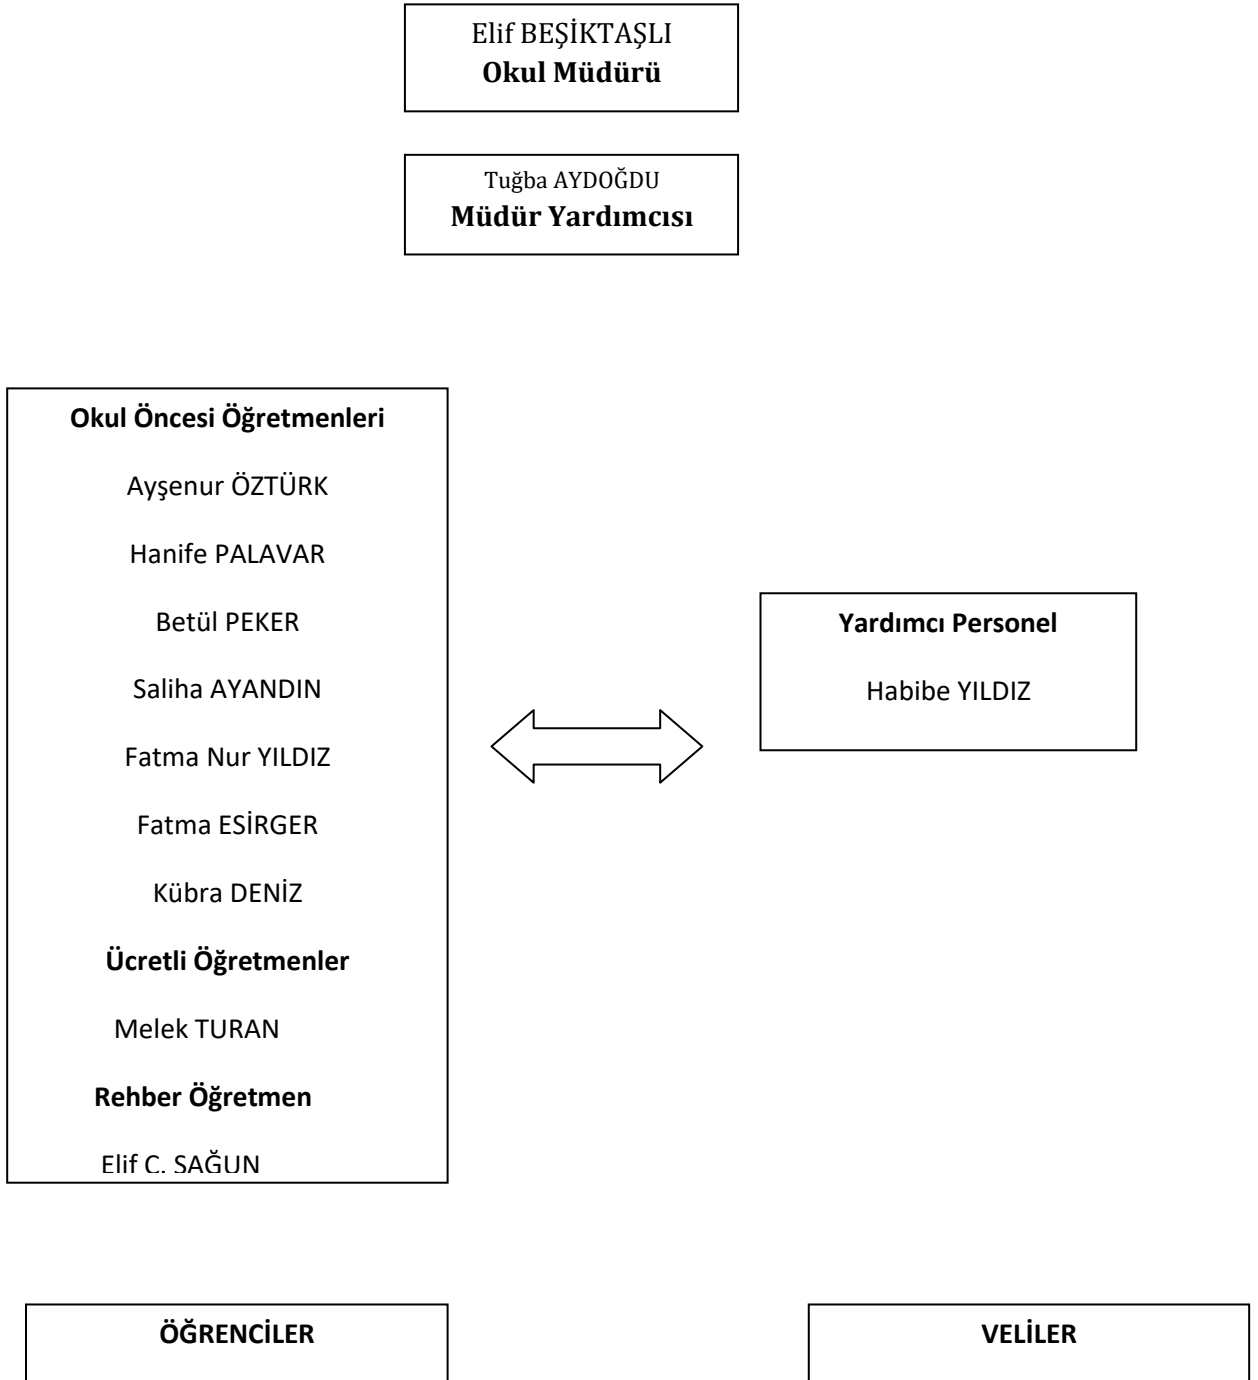 Elif BEŞİKTAŞLI
Okul Müdürü
Tuğba AYDOĞDU
Müdür Yardımcısı
Okul Öncesi Öğretmenleri
Ayşenur ÖZTÜRK
Hanife PALAVAR
Betül PEKER
Saliha AYANDIN
Fatma Nur YILDIZ
Fatma ESİRGER
Kübra DENİZ
Ücretli Öğretmenler
Melek TURAN
Rehber Öğretmen
Elif C. SAĞUN
Yardımcı Personel
Habibe YILDIZ
ÖĞRENCİLER
VELİLER